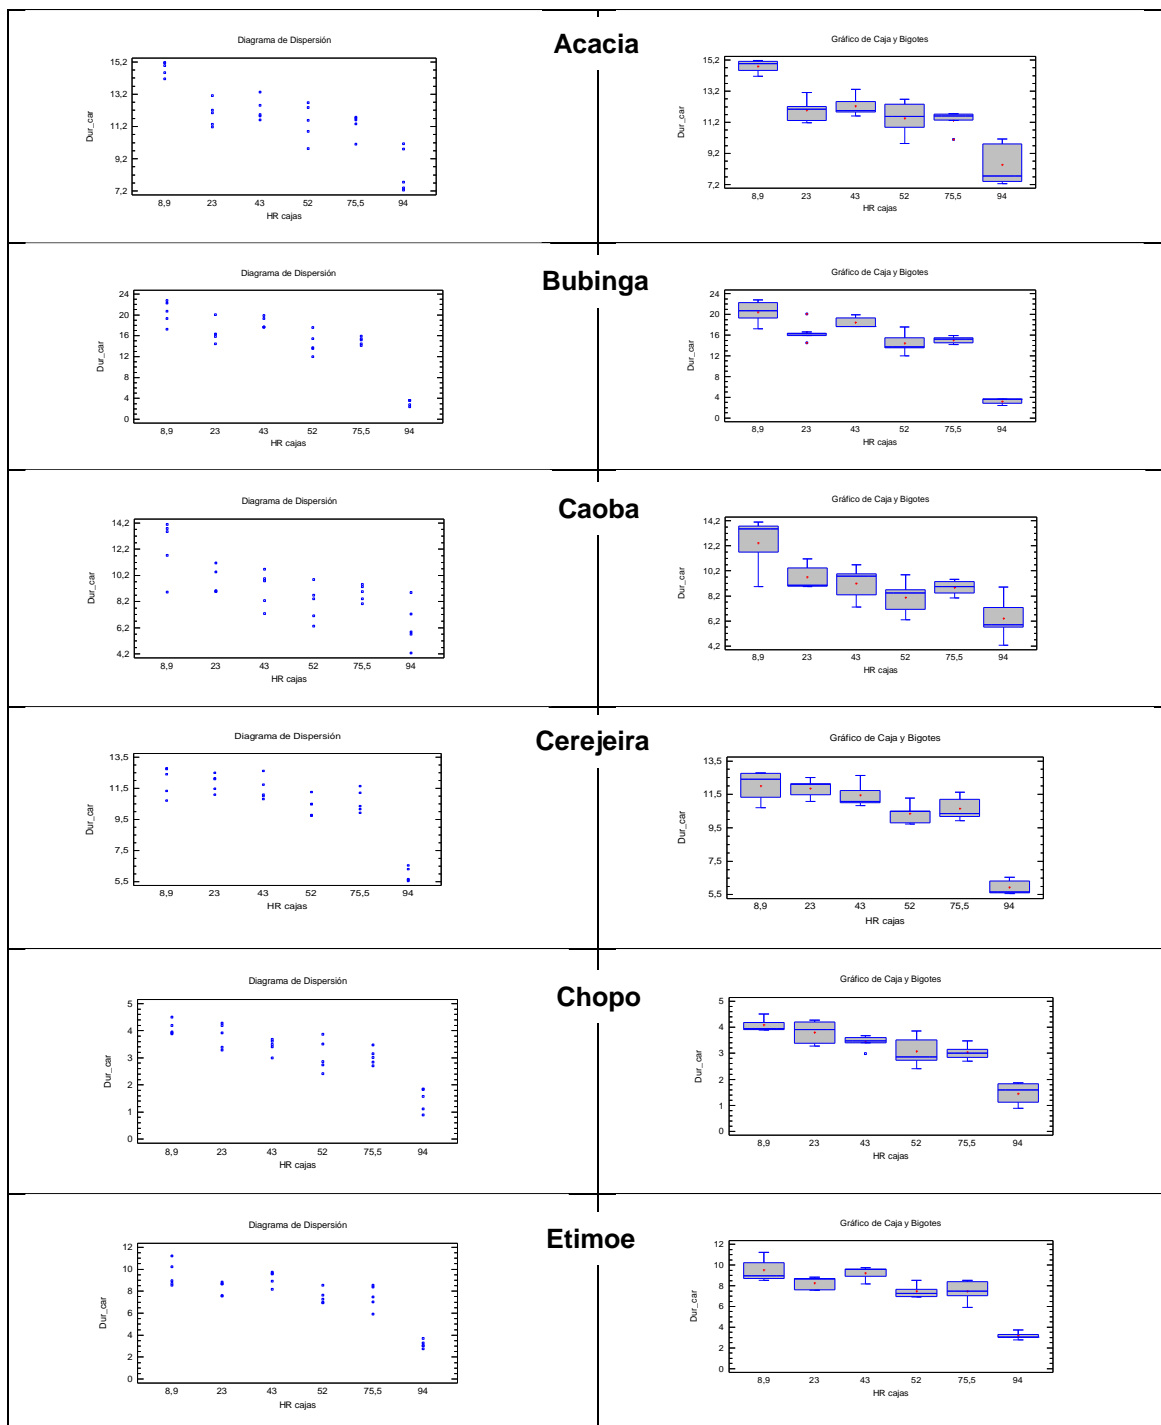 Acacia
Diagrama de Dispersión
Dur_car
15,2
13,2
11,2
9,2
7,2
8,9 23 43 52 75,5 94
HR cajas
Gráfico de Caja y Bigotes
Dur_car
15,2
13,2
11,2
9,2
7,2
8,9 23 43 52 75,5 94
HR cajas
Bubinga
Diagrama de Dispersión
Dur_car
24
20
16
12
8
4
0
8,9 23 43 52 75,5 94
HR cajas
Gráfico de Caja y Bigotes
Dur_car
24
20
16
12
8
4
0
8,9 23 43 52 75,5 94
HR cajas
Caoba
Diagrama de Dispersión
Dur_car
14,2
12,2
10,2
8,2
6,2
4,2
8,9 23 43 52 75,5 94
HR cajas
Gráfico de Caja y Bigotes
Dur_car
14,2
12,2
10,2
8,2
6,2
4,2
8,9 23 43 52 75,5 94
HR cajas
Cerejeira
Diagrama de Dispersión
Dur_car
13,5
11,5
9,5
7,5
5,5
8,9 23 43 52 75,5 94
HR cajas
Gráfico de Caja y Bigotes
Dur_car
13,5
11,5
9,5
7,5
5,5
8,9 23 43 52 75,5 94
HR cajas
Chopo
Diagrama de Dispersión
Dur_car
5
4
3
2
1
0
8,9 23 43 52 75,5 94
HR cajas
Gráfico de Caja y Bigotes
Dur_car
5
4
3
2
1
0
8,9 23 43 52 75,5 94
HR cajas
Etimoe
Diagrama de Dispersión
Dur_car
12
10
8
6
4
2
0
8,9 23 43 52 75,5 94
HR cajas
Gráfico de Caja y Bigotes
Dur_car
12
10
8
6
4
2
0
8,9 23 43 52 75,5 94
HR cajas